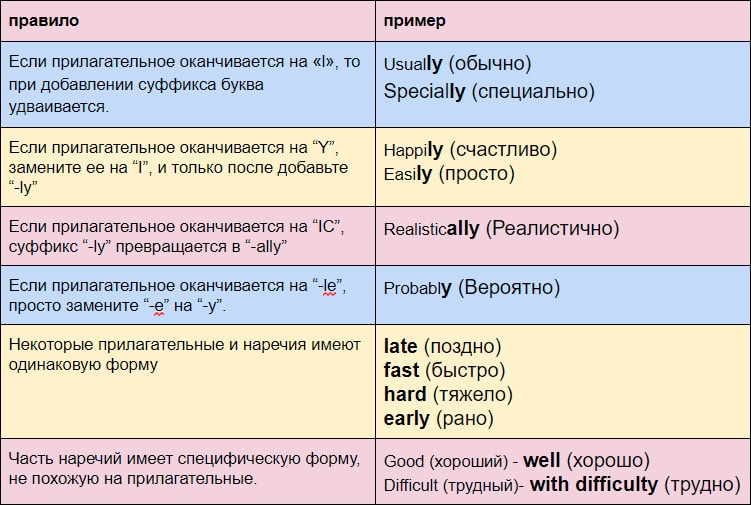 правило
пример
Если прилагательное оканчивается на «l», то
при добавлении суффикса буква
удваивается.
Usually (обычно)
Specially (специально)
Если прилагательное оканчивается на “Y”,
замените ее на “I”, и только после добавьте
“-ly”
Happily (счастливо)
Easily (просто)
Если прилагательное оканчивается на “IC”,
суффикс “-ly” превращается в “-ally”
Realistically (Реалистично)
Если прилагательное оканчивается на “-le”,
просто замените “-e” на “-y”.
Probably (Вероятно)
Некоторые прилагательные и наречия имеют
одинаковую форму
late (поздно)
fast (быстро)
hard (тяжело)
early (рано)
Часть наречий имеет специфическую форму,
не похожую на прилагательные.
Good (хороший) - well (хорошо)
Difficult (трудный)- with difficulty (трудно)